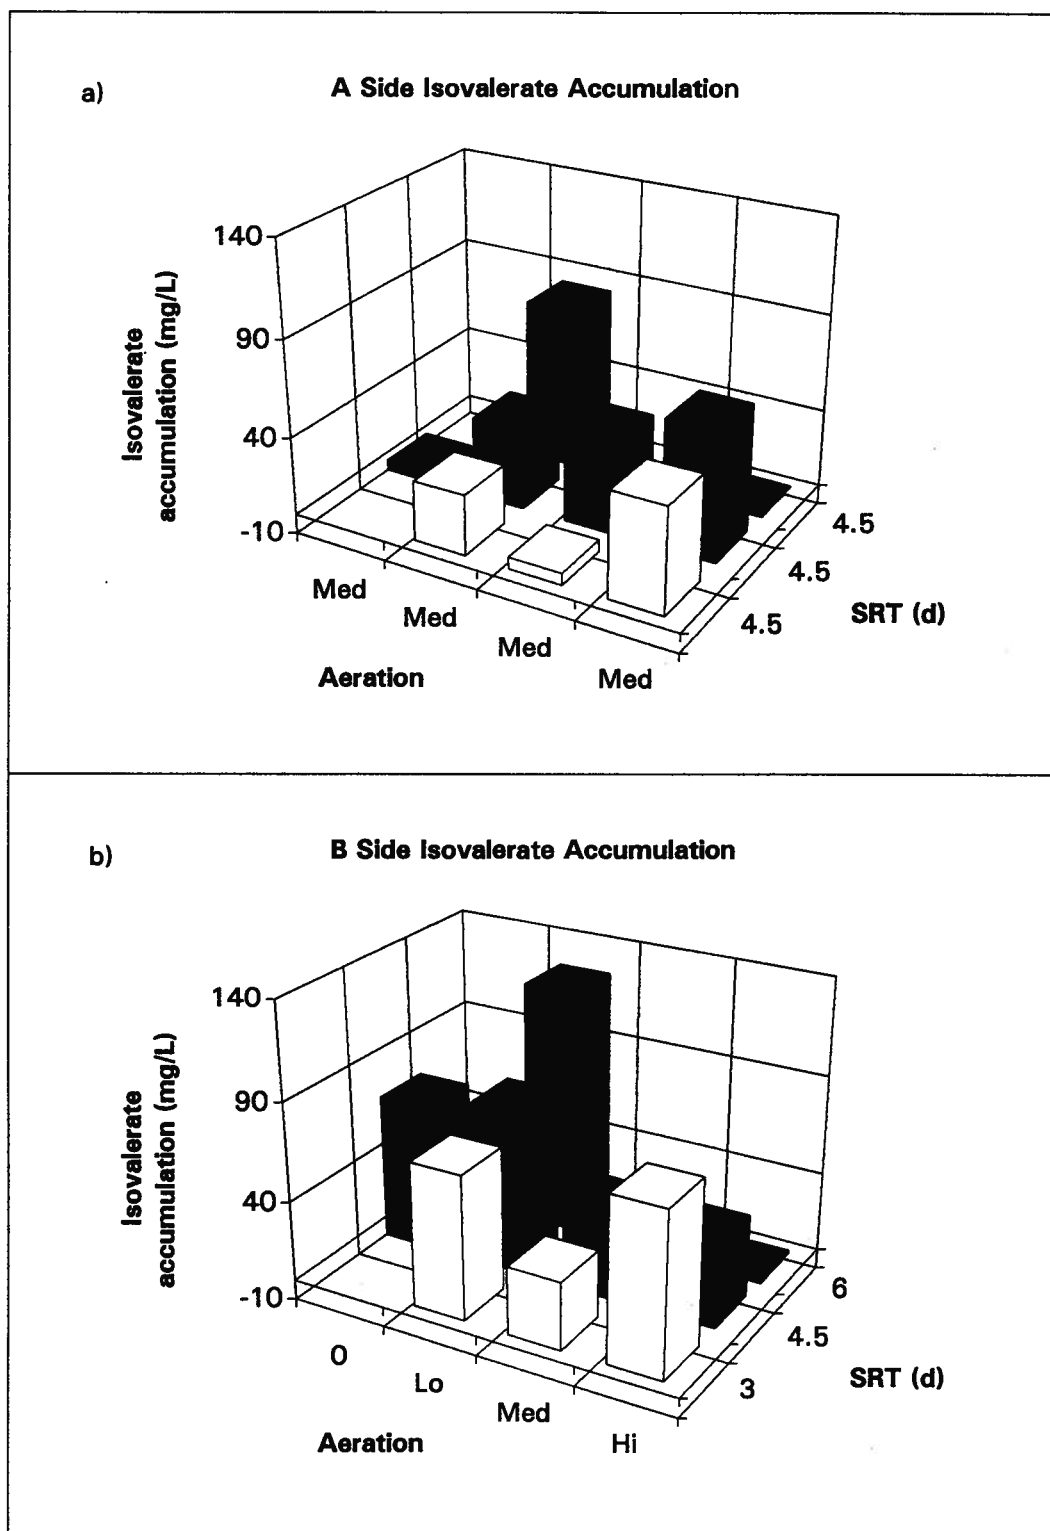 a)
A Side Isovalerate Accumulation
140
90
40
-10
Isovalerate
accumulation (mg/L)
Med
Med
Med
Med
Aeration
4.5
4.5
4.5
SRT (d)
b)
B Side Isovalerate Accumulation
140
90
40
-10
Isovalerate
accumulation (mg/L)
0
Lo
Med
Hi
Aeration
6
4.5
3
SRT (d)